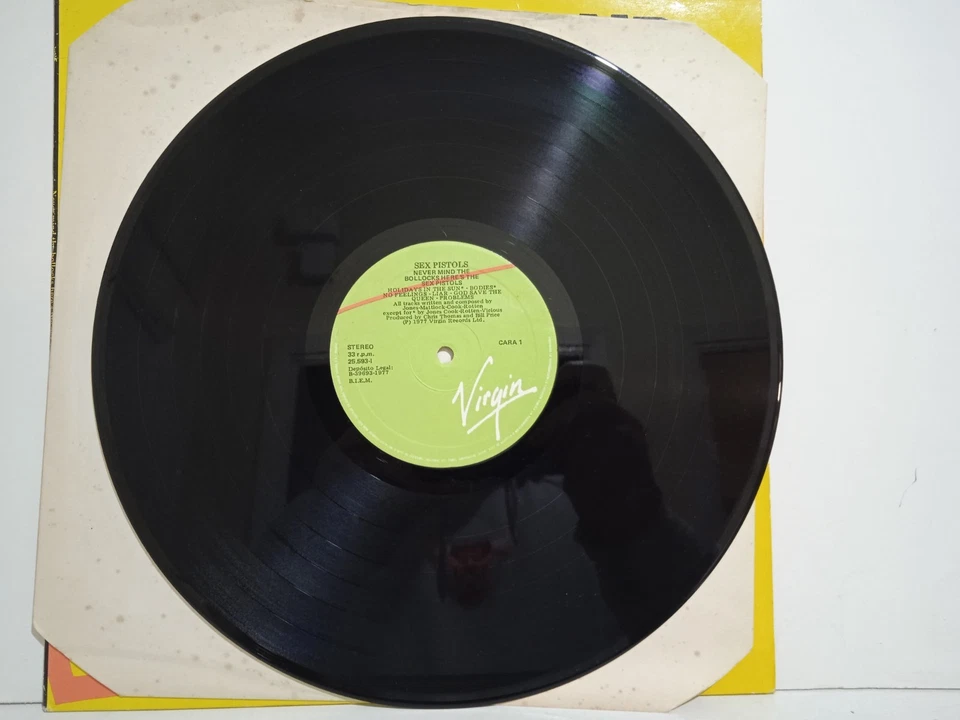 SEX PISTOLS
NEVER MIND THE
BOLLOCKS HERE'S THE
SEX PISTOLS
HOLIDAYS IN THE SUN* - BODIES*
NO FEELINGS - LIAR - GOD SAVE THE
QUEEN - PROBLEMS
All tracks written and composed by
Jones-Matlock-Cook-Rotten
except for* by Jones Cook-Rotten-Vicious
Produced by Chris Thomas and Bill Price
(P) 1977 Virgin Records Ltd.
STEREO
CARA 1
33 r.p.m.
25.593-I
Depósito Legal:
B-39693-1977
B.I.E.M.
Virgin